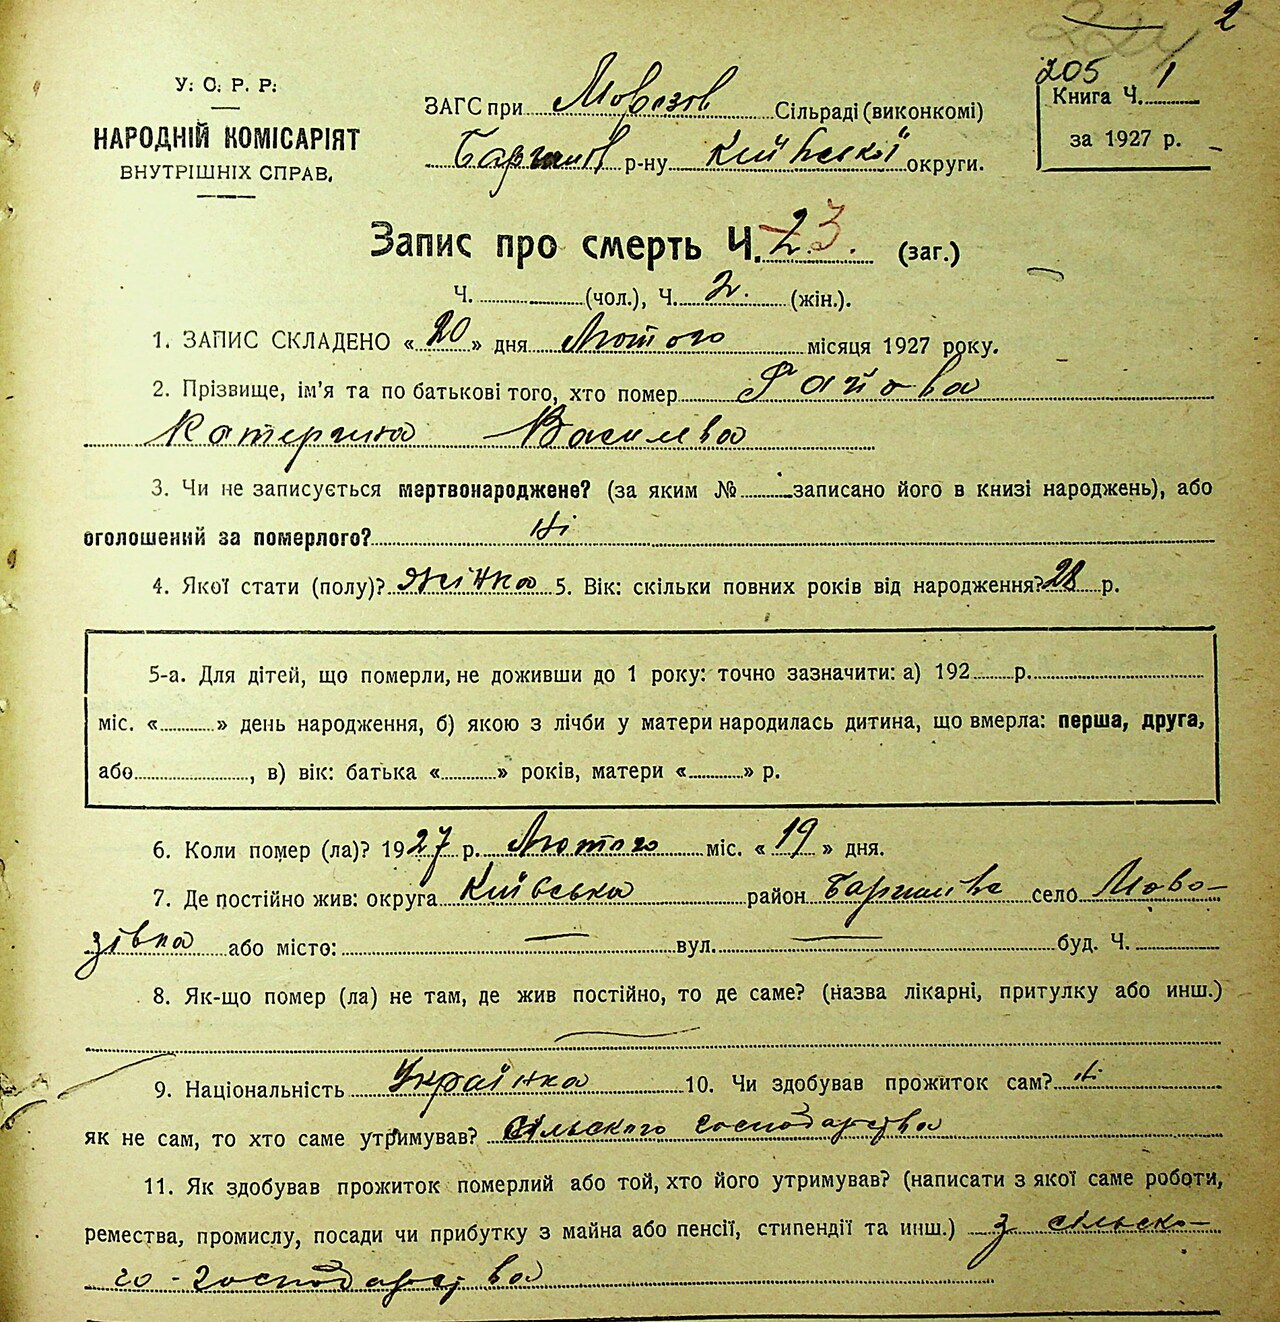 2
205
У. С. Р. Р.
НАРОДНІЙ КОМІСАРІЯТ
ВНУТРІШНІХ СПРАВ.
ЗАГС при Мовозов Сільраді (виконкомі)
р-ну Київської округи.
Книга Ч. 1
за 1927 р.
Запис про смерть Ч. 2 3. (заг.)
Ч. (чол.), Ч. 2. (жін.).
1. ЗАПИС СКЛАДЕНО «20» дня Лютого місяця 1927 року.
2. Прізвище, ім'я та по батькові того, хто помер Гайова
Катерина Василва
3. Чи не записується мертвонароджене? (за яким № записано його в книзі народжень), або
оголошений за померлого? Ні
4. Якої стати (полу)? Жінка 5. Вік: скільки повних років від народження? 28 р.
5-а. Для дітей, що померли, не доживши до 1 року: точно зазначити: а) 192 р.
міс. « » день народження, б) якою з лічби у матери народилась дитина, що вмерла: перша, друга,
або , в) вік: батька « » років, матери « » р.
6. Коли помер (ла)? 1927 р. Лютого міс. «19» дня.
7. Де постійно жив: округа Київська район село Мово-
зівка або місто: — вул. — буд. Ч.
8. Як-що помер (ла) не там, де жив постійно, то де саме? (назва лікарні, притулку або инш.)
—
9. Національність Українка 10. Чи здобував прожиток сам? Ні
як не сам, то хто саме утримував? Сільского господарства
11. Як здобував прожиток померлий або той, хто його утримував? (написати з якої саме роботи,
ремества, промислу, посади чи прибутку з майна або пенсії, стипендії та инш.) з сільско-
го-господарства